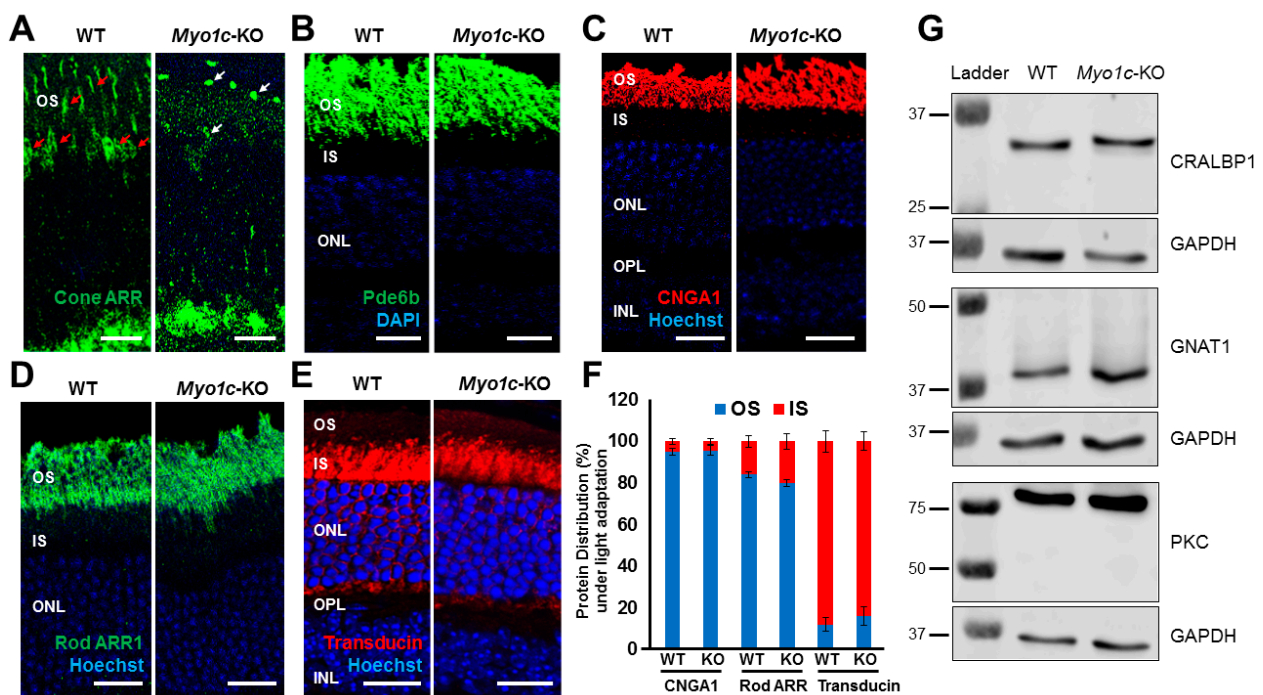 A
WT
Myo1c-KO
OS
Cone ARR
B
WT
Myo1c-KO
OS
IS
ONL
Pde6b
DAPI
C
WT
Myo1c-KO
OS
IS
ONL
OPL
INL
CNGA1
Hoechst
D
WT
Myo1c-KO
OS
IS
ONL
Rod ARR1
Hoechst
E
WT
Myo1c-KO
OS
IS
ONL
OPL
Transducin
Hoechst
INL
F
Protein Distribution (%)
under light adaptation
OS IS
120
100
80
60
40
20
0
WT KO WT KO WT KO
CNGA1 Rod ARR Transducin
G
Ladder WT Myo1c-KO
37
25
CRALBP1
37
GAPDH
50
37
GNAT1
37
GAPDH
75
50
PKC
37
GAPDH